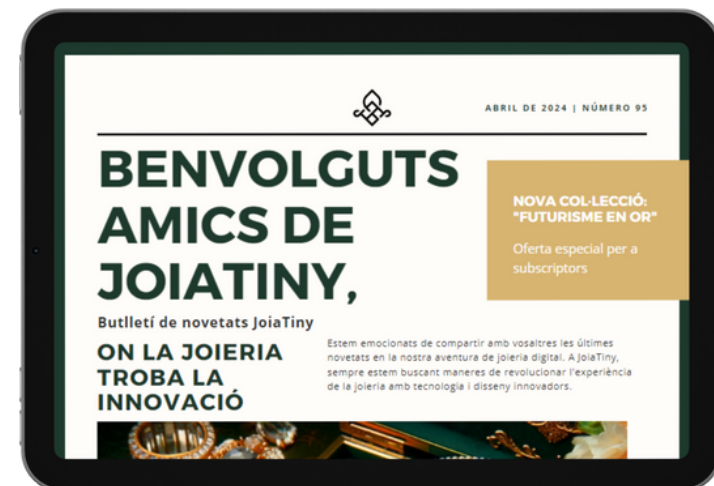 ABRIL DE 2024 | NÚMERO 95
BENVOLGUTS
AMICS DE
JOIATINY,
NOVA COL·LECCIÓ:
"FUTURISME EN OR"
Oferta especial per a
subscriptors
Butlletí de novetats JoiaTiny
ON LA JOIERIA
TROBA LA
INNOVACIÓ
Estem emocionats de compartir amb vosaltres les últimes
novetats en la nostra aventura de joieria digital. A JoiaTiny,
sempre estem buscant maneres de revolucionar l'experiència
de la joieria amb tecnologia i disseny innovadors.